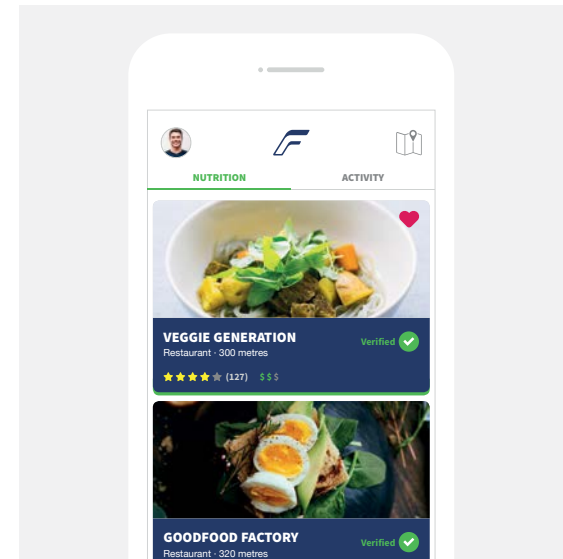 NUTRITION
ACTIVITY
VEGGIE GENERATION
Verified
Restaurant · 300 metres
(127) $$$
GOODFOOD FACTORY
Verified
Restaurant · 320 metres